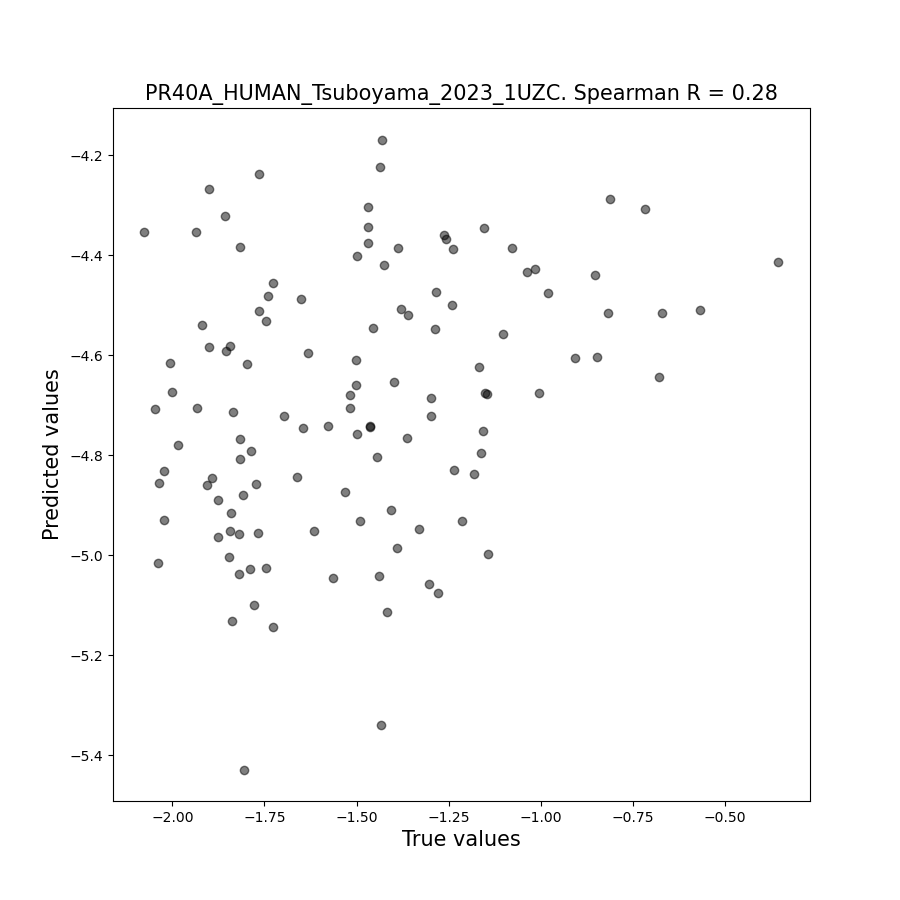 PR40A_HUMAN_Tsuboyama_2023_1UZC. Spearman R = 0.28
Predicted values
−4.2
−4.4
−4.6
−4.8
−5.0
−5.2
−5.4
−2.00 −1.75 −1.50 −1.25 −1.00 −0.75 −0.50
True values